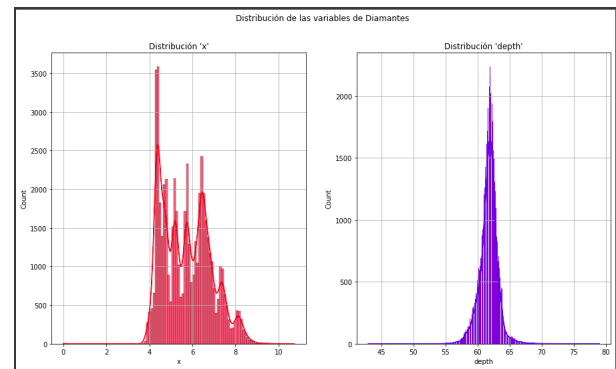 Distribución de las variables de Diamantes
Distribución 'x'
3500
3000
2500
2000
1500
1000
500
0
Count
0 2 4 6 8 10
x
Distribución 'depth'
2000
1500
1000
500
0
Count
45 50 55 60 65 70 75 80
depth